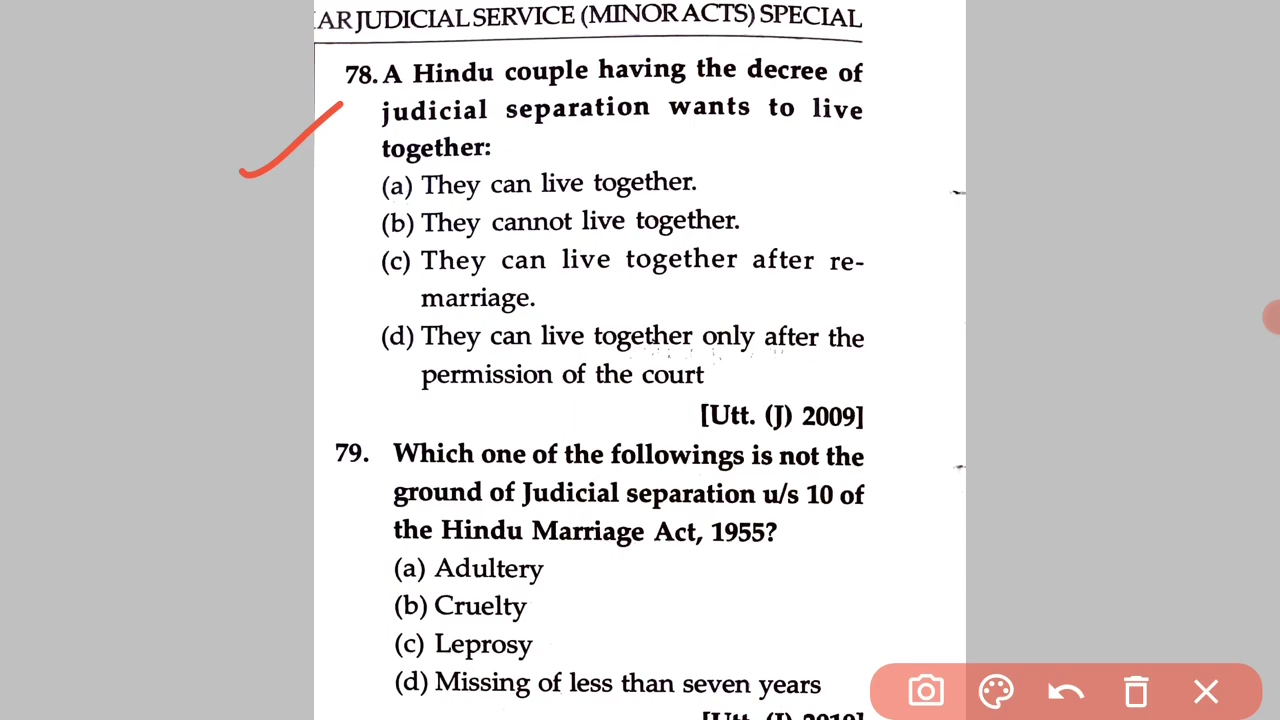 AR JUDICIAL SERVICE (MINOR ACTS) SPECIAL
78. A Hindu couple having the decree of
judicial separation wants to live
together:
(a) They can live together.
(b) They cannot live together.
(c) They can live together after re-
marriage.
(d) They can live together only after the
permission of the court
[Utt. (J) 2009]
79. Which one of the followings is not the
ground of Judicial separation u/s 10 of
the Hindu Marriage Act, 1955?
(a) Adultery
(b) Cruelty
(c) Leprosy
(d) Missing of less than seven years